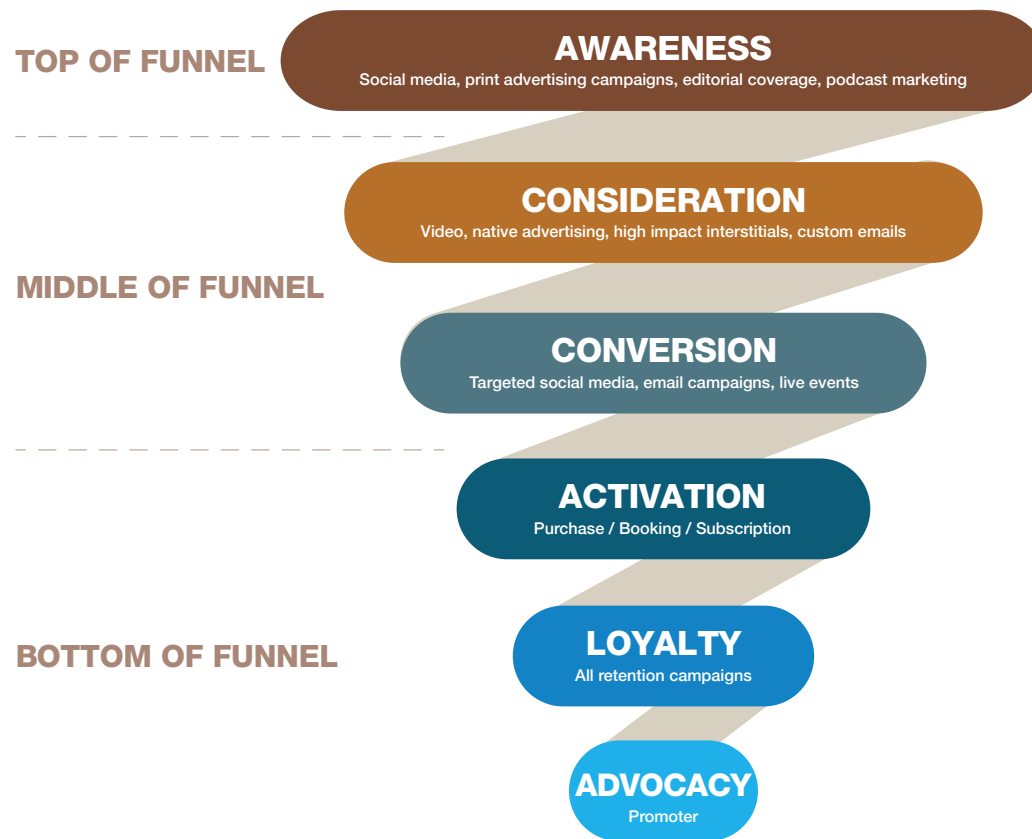 TOP OF FUNNEL
AWARENESS
Social media, print advertising campaigns, editorial coverage, podcast marketing
CONSIDERATION
Video, native advertising, high impact interstitials, custom emails
MIDDLE OF FUNNEL
CONVERSION
Targeted social media, email campaigns, live events
ACTIVATION
Purchase / Booking / Subscription
BOTTOM OF FUNNEL
LOYALTY
All retention campaigns
ADVOCACY
Promoter